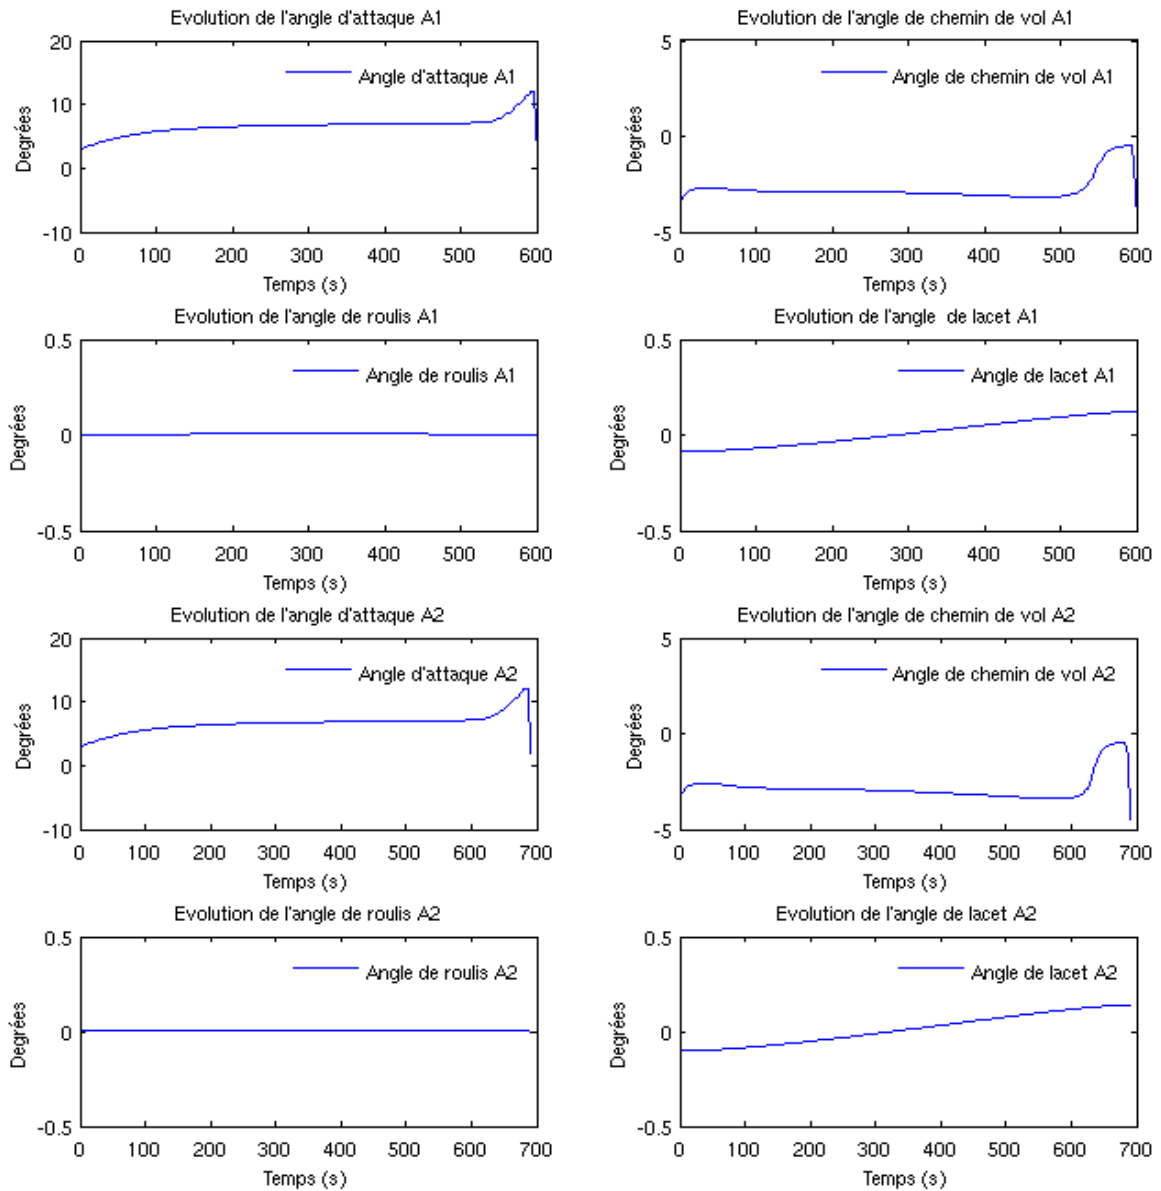 Evolution de l'angle d'attaque A1
Evolution de l'angle de chemin de vol A1
20
10
0
-10
Degrées
Angle d'attaque A1
0 100 200 300 400 500 600
Temps (s)
5
0
-5
Degrées
Angle de chemin de vol A1
0 100 200 300 400 500 600
Temps (s)
Evolution de l'angle de roulis A1
Evolution de l'angle  de lacet A1
0.5
0
-0.5
Degrées
Angle de roulis A1
0 100 200 300 400 500 600
Temps (s)
0.5
0
-0.5
Degrées
Angle de lacet A1
0 100 200 300 400 500 600
Temps (s)
Evolution de l'angle d'attaque A2
Evolution de l'angle de chemin de vol A2
20
10
0
-10
Degrées
Angle d'attaque A2
0 100 200 300 400 500 600 700
Temps (s)
5
0
-5
Degrées
Angle de chemin de vol A2
0 100 200 300 400 500 600 700
Temps (s)
Evolution de l'angle de roulis A2
Evolution de l'angle de lacet A2
0.5
0
-0.5
Degrées
Angle de roulis A2
0 100 200 300 400 500 600 700
Temps (s)
0.5
0
-0.5
Degrées
Angle de lacet A2
0 100 200 300 400 500 600 700
Temps (s)